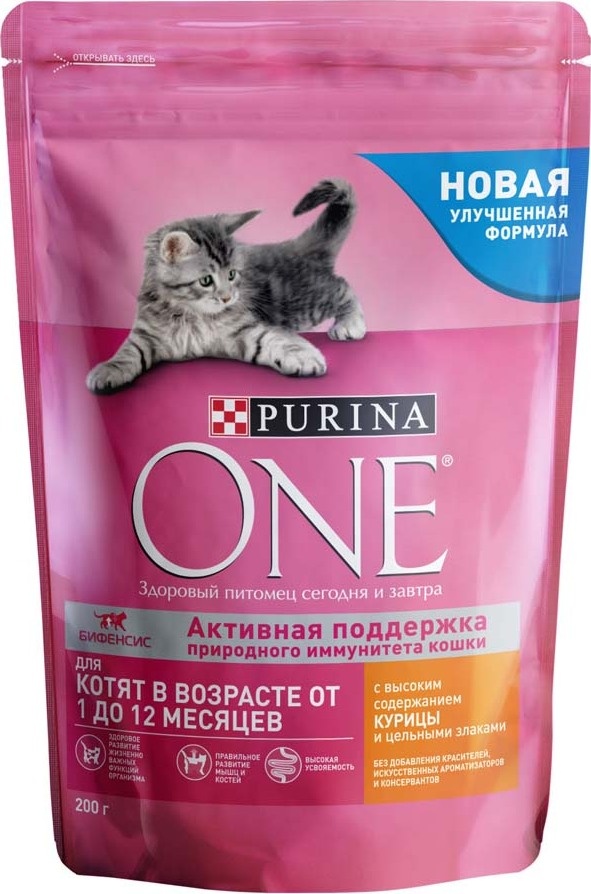 ОТКРЫВАТЬ ЗДЕСЬ
НОВАЯ
УЛУЧШЕННАЯ
ФОРМУЛА
PURINA
ONE®
Здоровый питомец сегодня и завтра
БИФЕНСИС
Активная поддержка
природного иммунитета кошки
для
КОТЯТ В ВОЗРАСТЕ ОТ
1 ДО 12 МЕСЯЦЕВ
С ВЫСОКИМ
СОДЕРЖАНИЕМ
КУРИЦЫ
И ЦЕЛЬНЫМИ ЗЛАКАМИ
ЗДОРОВОЕ
РАЗВИТИЕ
ЖИЗНЕННО
ВАЖНЫХ
ФУНКЦИЙ
ОРГАНИЗМА
ПРАВИЛЬНОЕ
РАЗВИТИЕ
МЫШЦ И
КОСТЕЙ
ВЫСОКАЯ
УСВОЯЕМОСТЬ
БЕЗ ДОБАВЛЕНИЯ КРАСИТЕЛЕЙ,
ИСКУССТВЕННЫХ АРОМАТИЗАТОРОВ
И КОНСЕРВАНТОВ
200 г